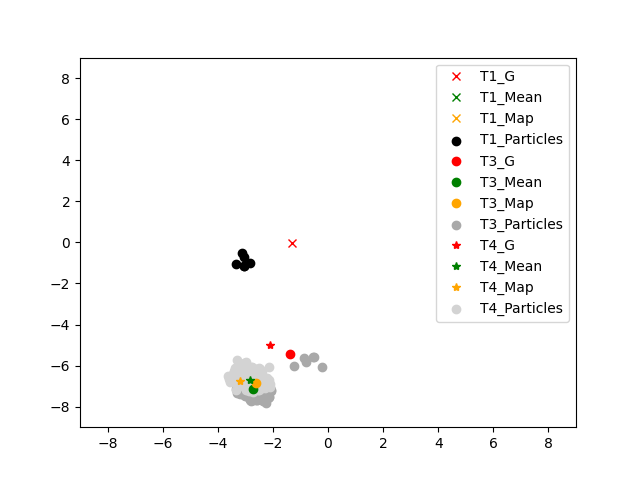 8
6
4
2
0
−2
−4
−6
−8
−8
−6
−4
−2
0
2
4
6
8
T1_G
T1_Mean
T1_Map
T1_Particles
T3_G
T3_Mean
T3_Map
T3_Particles
T4_G
T4_Mean
T4_Map
T4_Particles